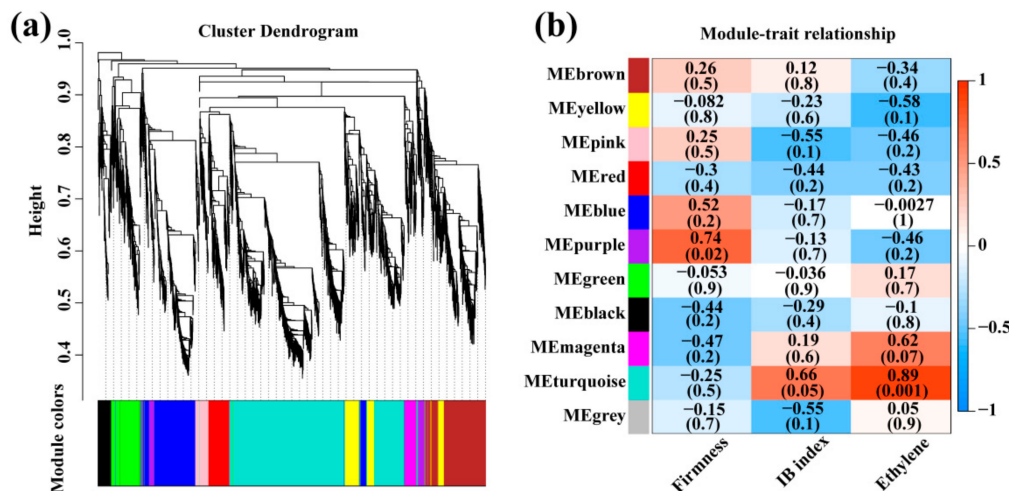 (a)
Cluster Dendrogram
Height
1.0
0.9
0.8
0.7
0.6
0.5
0.4
Module colors
(b)
Module-trait relationship
MEbrown 0.26 0.12 −0.34
(0.5) (0.8) (0.4)
MEyellow −0.082 −0.23 −0.58
(0.8) (0.6) (0.1)
MEpink 0.25 −0.55 −0.46
(0.5) (0.1) (0.2)
MEred −0.3 −0.44 −0.43
(0.4) (0.2) (0.2)
MEblue 0.52 −0.17 −0.0027
(0.2) (0.7) (1)
MEpurple 0.74 −0.13 −0.46
(0.02) (0.7) (0.2)
MEgreen −0.053 −0.036 0.17
(0.9) (0.9) (0.7)
MEblack −0.44 −0.29 −0.1
(0.2) (0.4) (0.8)
MEmagenta −0.47 0.19 0.62
(0.2) (0.6) (0.07)
MEturquoise −0.25 0.66 0.89
(0.5) (0.05) (0.001)
MEgrey −0.15 −0.55 0.05
(0.7) (0.1) (0.9)
Firmness IB index Ethylene
1
0.5
0
−0.5
−1